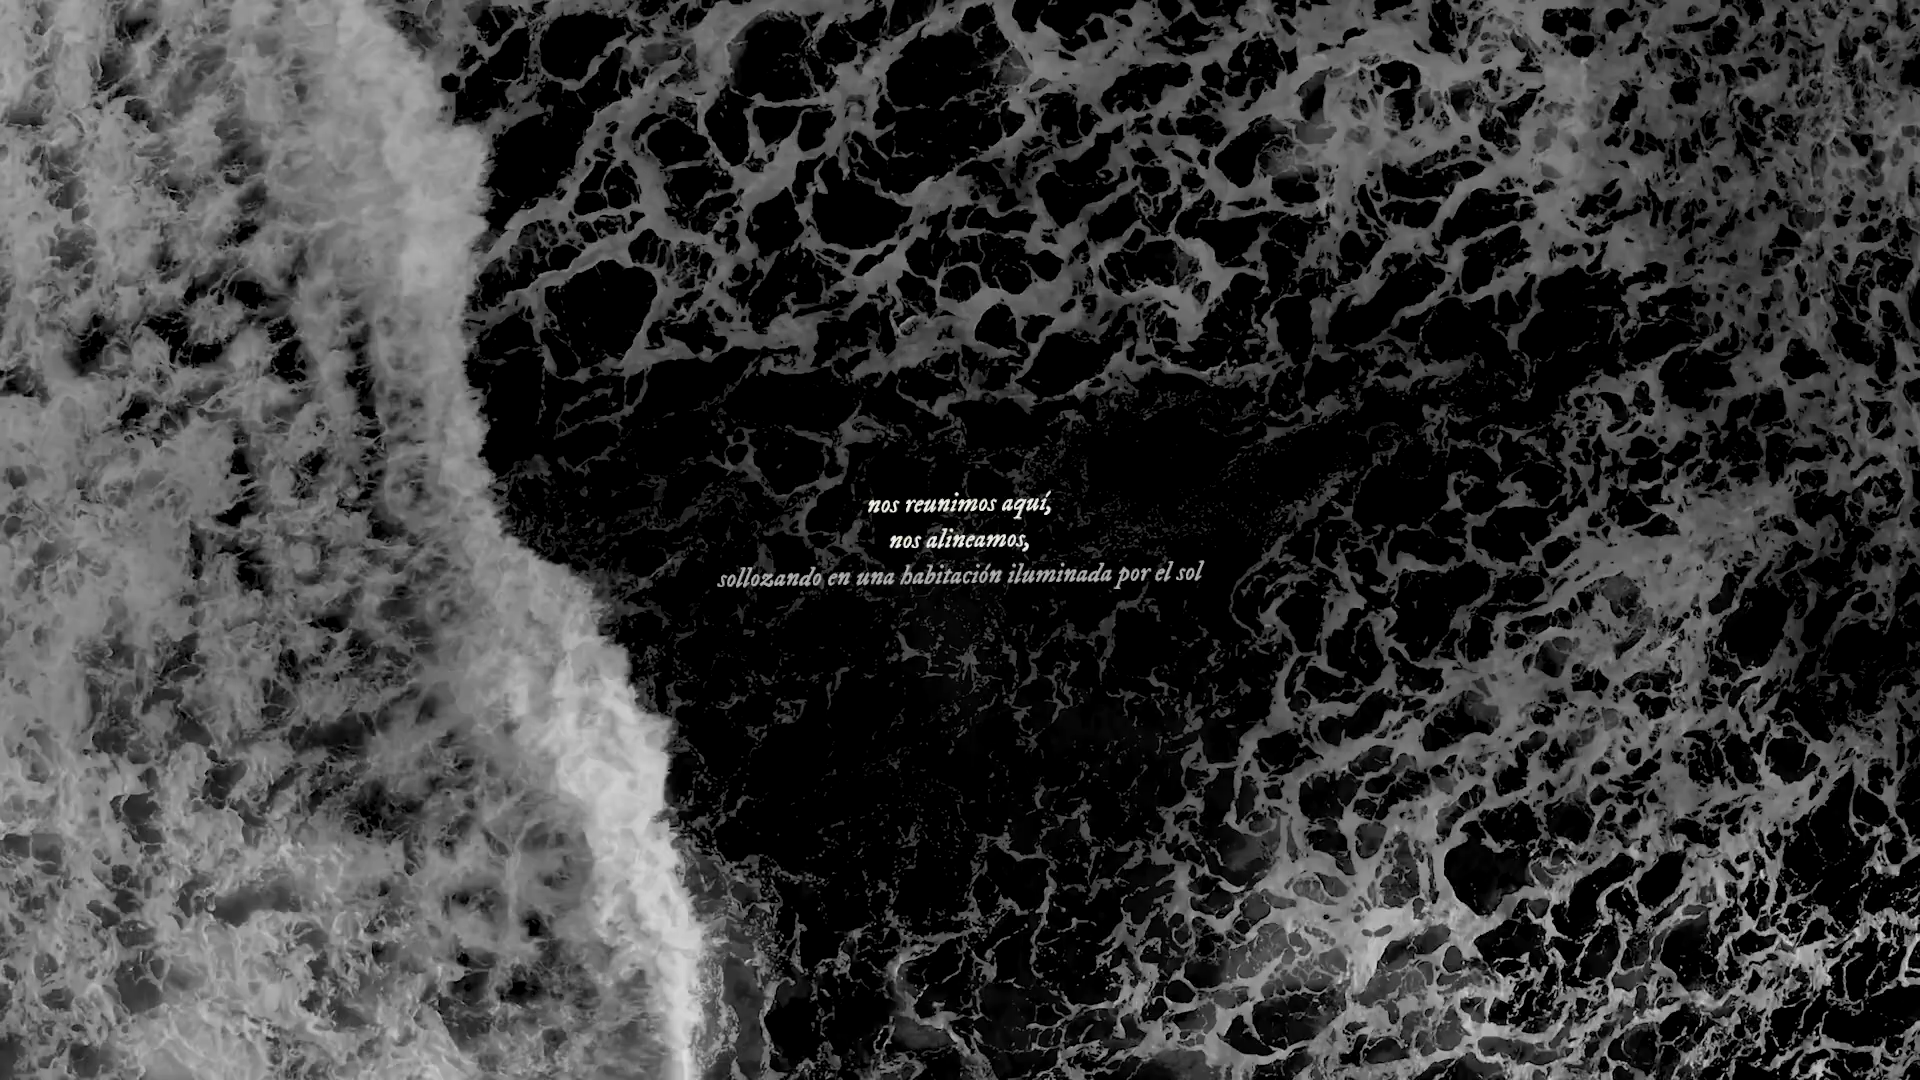 nos reunimos aquí,
nos alineamos,
sollozando en una habitación iluminada por el sol